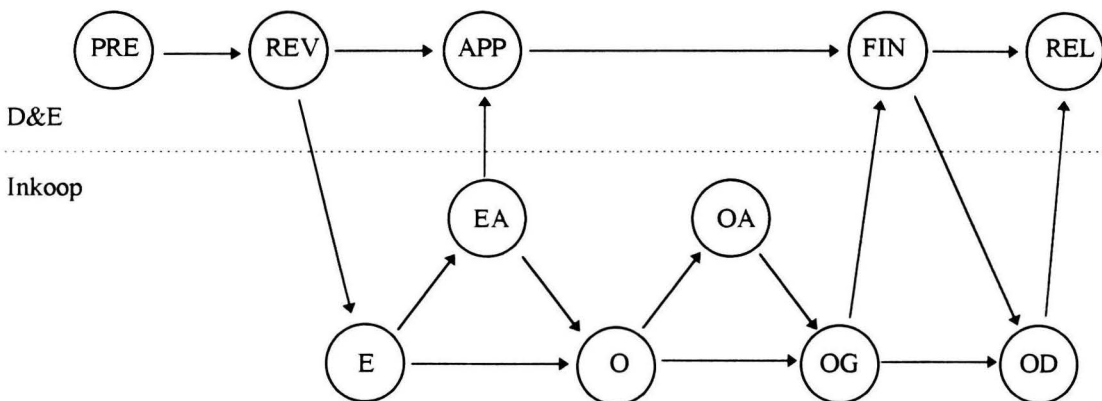 PRE REV APP FIN REL
D&E
Inkoop
EA OA
E O OG OD